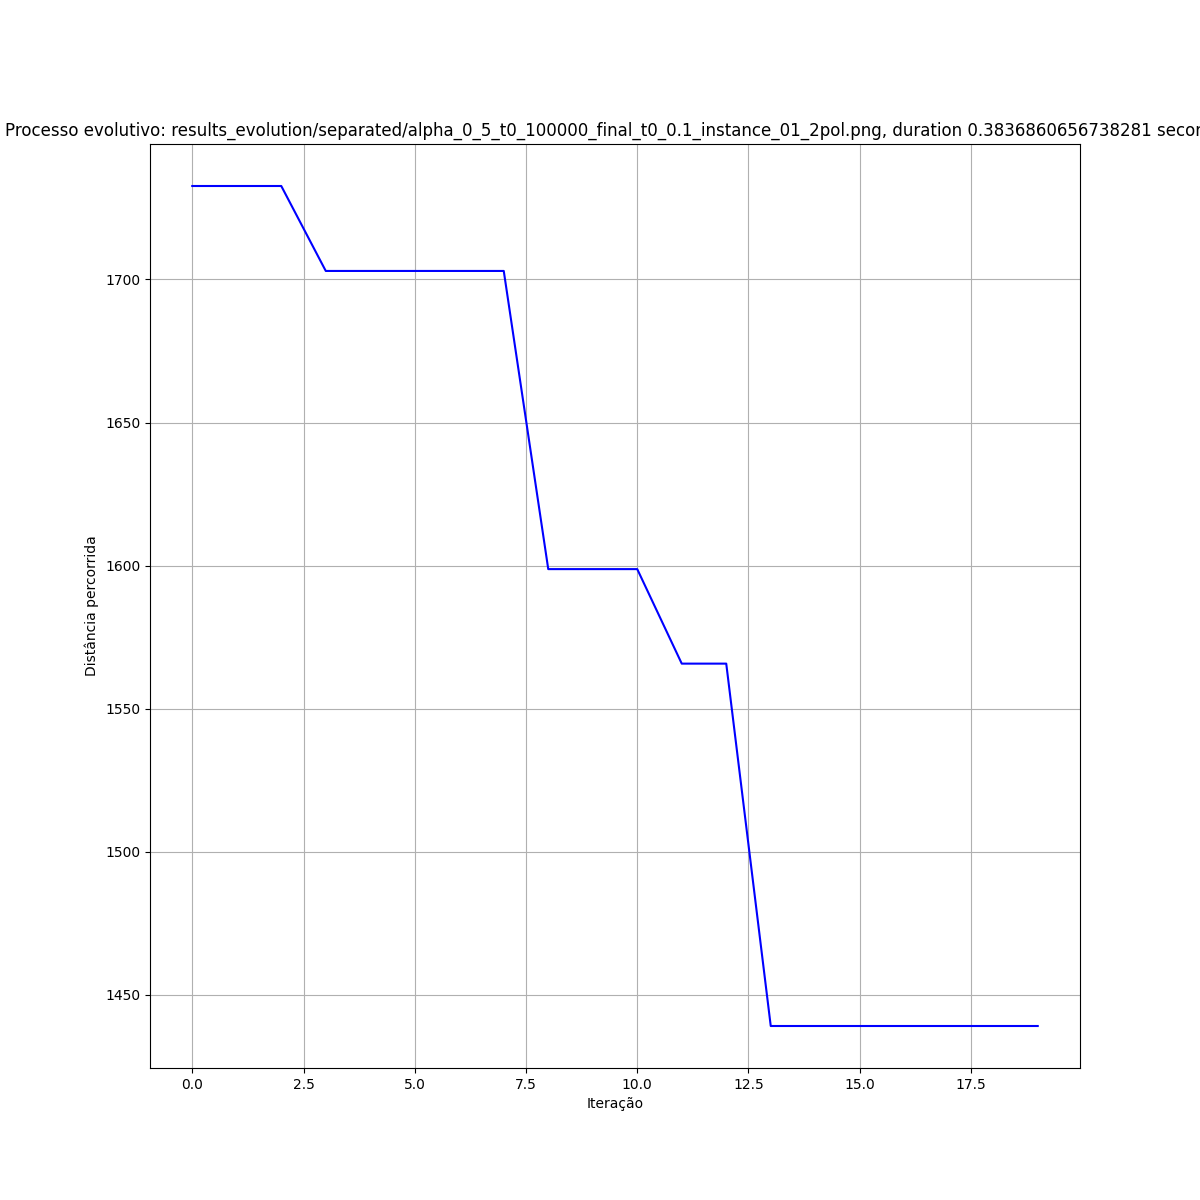 Processo evolutivo: results_evolution/separated/alpha_0_5_t0_100000_final_t0_0.1_instance_01_2pol.png, duration 0.3836860656738281 secon
1700
1650
1600
1550
1500
1450
Distância percorrida
0.0 2.5 5.0 7.5 10.0 12.5 15.0 17.5
Iteração